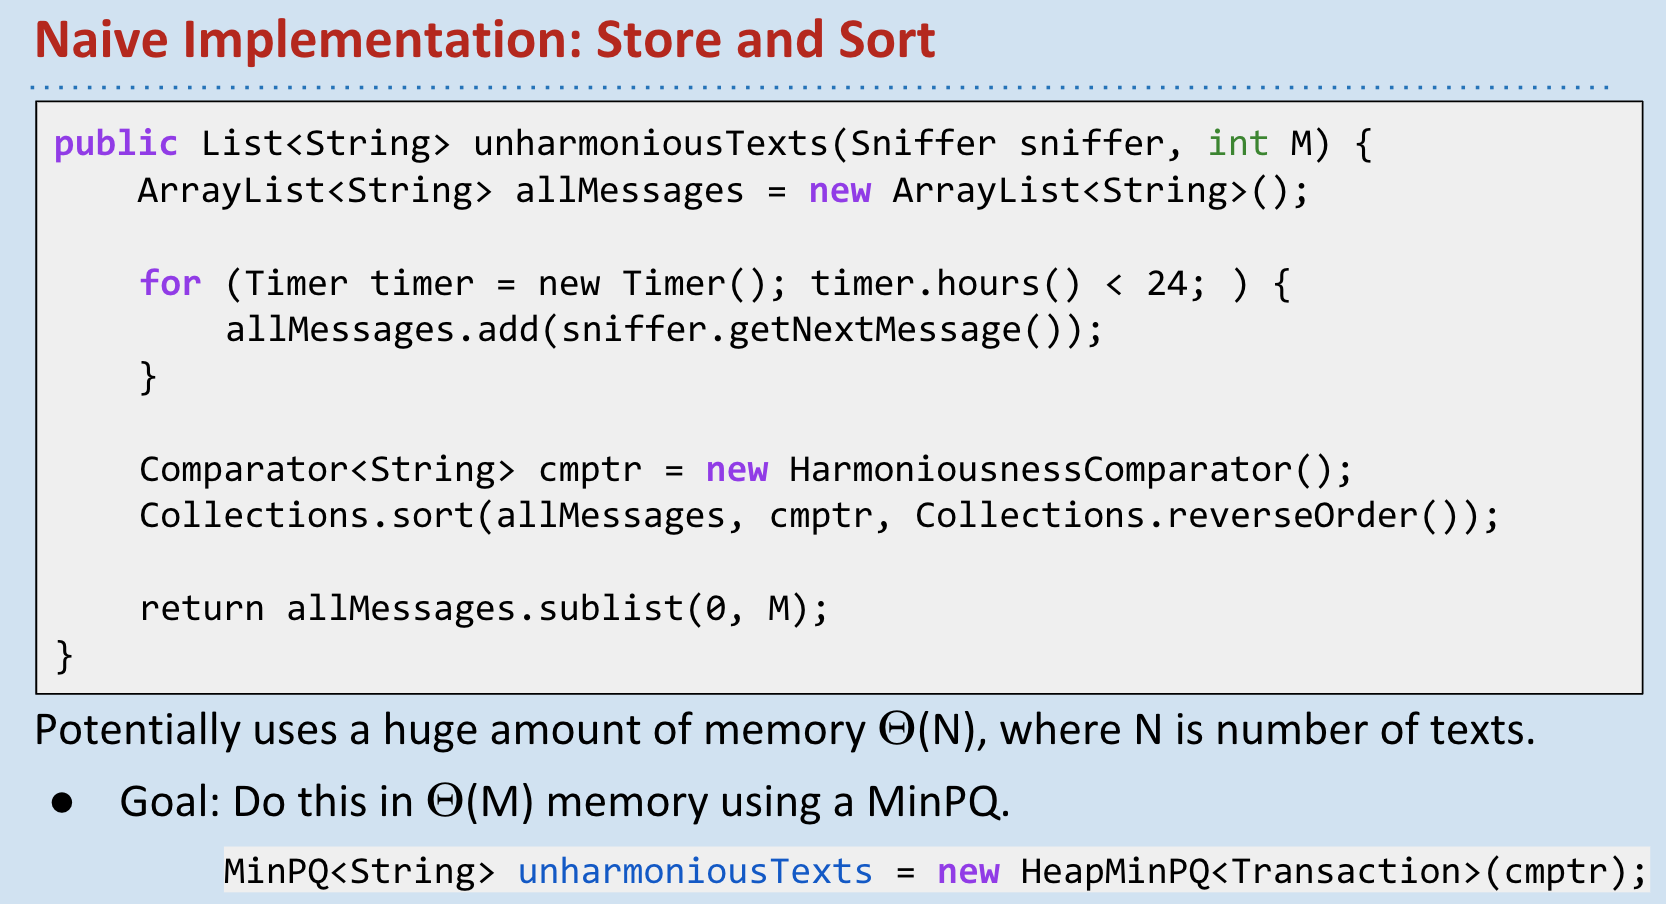 Naive Implementation: Store and Sort
public List<String> unharmoniousTexts(Sniffer sniffer, int M) {
ArrayList<String> allMessages = new ArrayList<String>();
for (Timer timer = new Timer(); timer.hours() < 24; ) {
allMessages.add(sniffer.getNextMessage());
}
Comparator<String> cmptr = new HarmoniousnessComparator();
Collections.sort(allMessages, cmptr, Collections.reverseOrder());
return allMessages.sublist(0, M);
}
Potentially uses a huge amount of memory Θ(N), where N is number of texts.
● Goal: Do this in Θ(M) memory using a MinPQ.
MinPQ<String> unharmoniousTexts = new HeapMinPQ<Transaction>(cmptr);